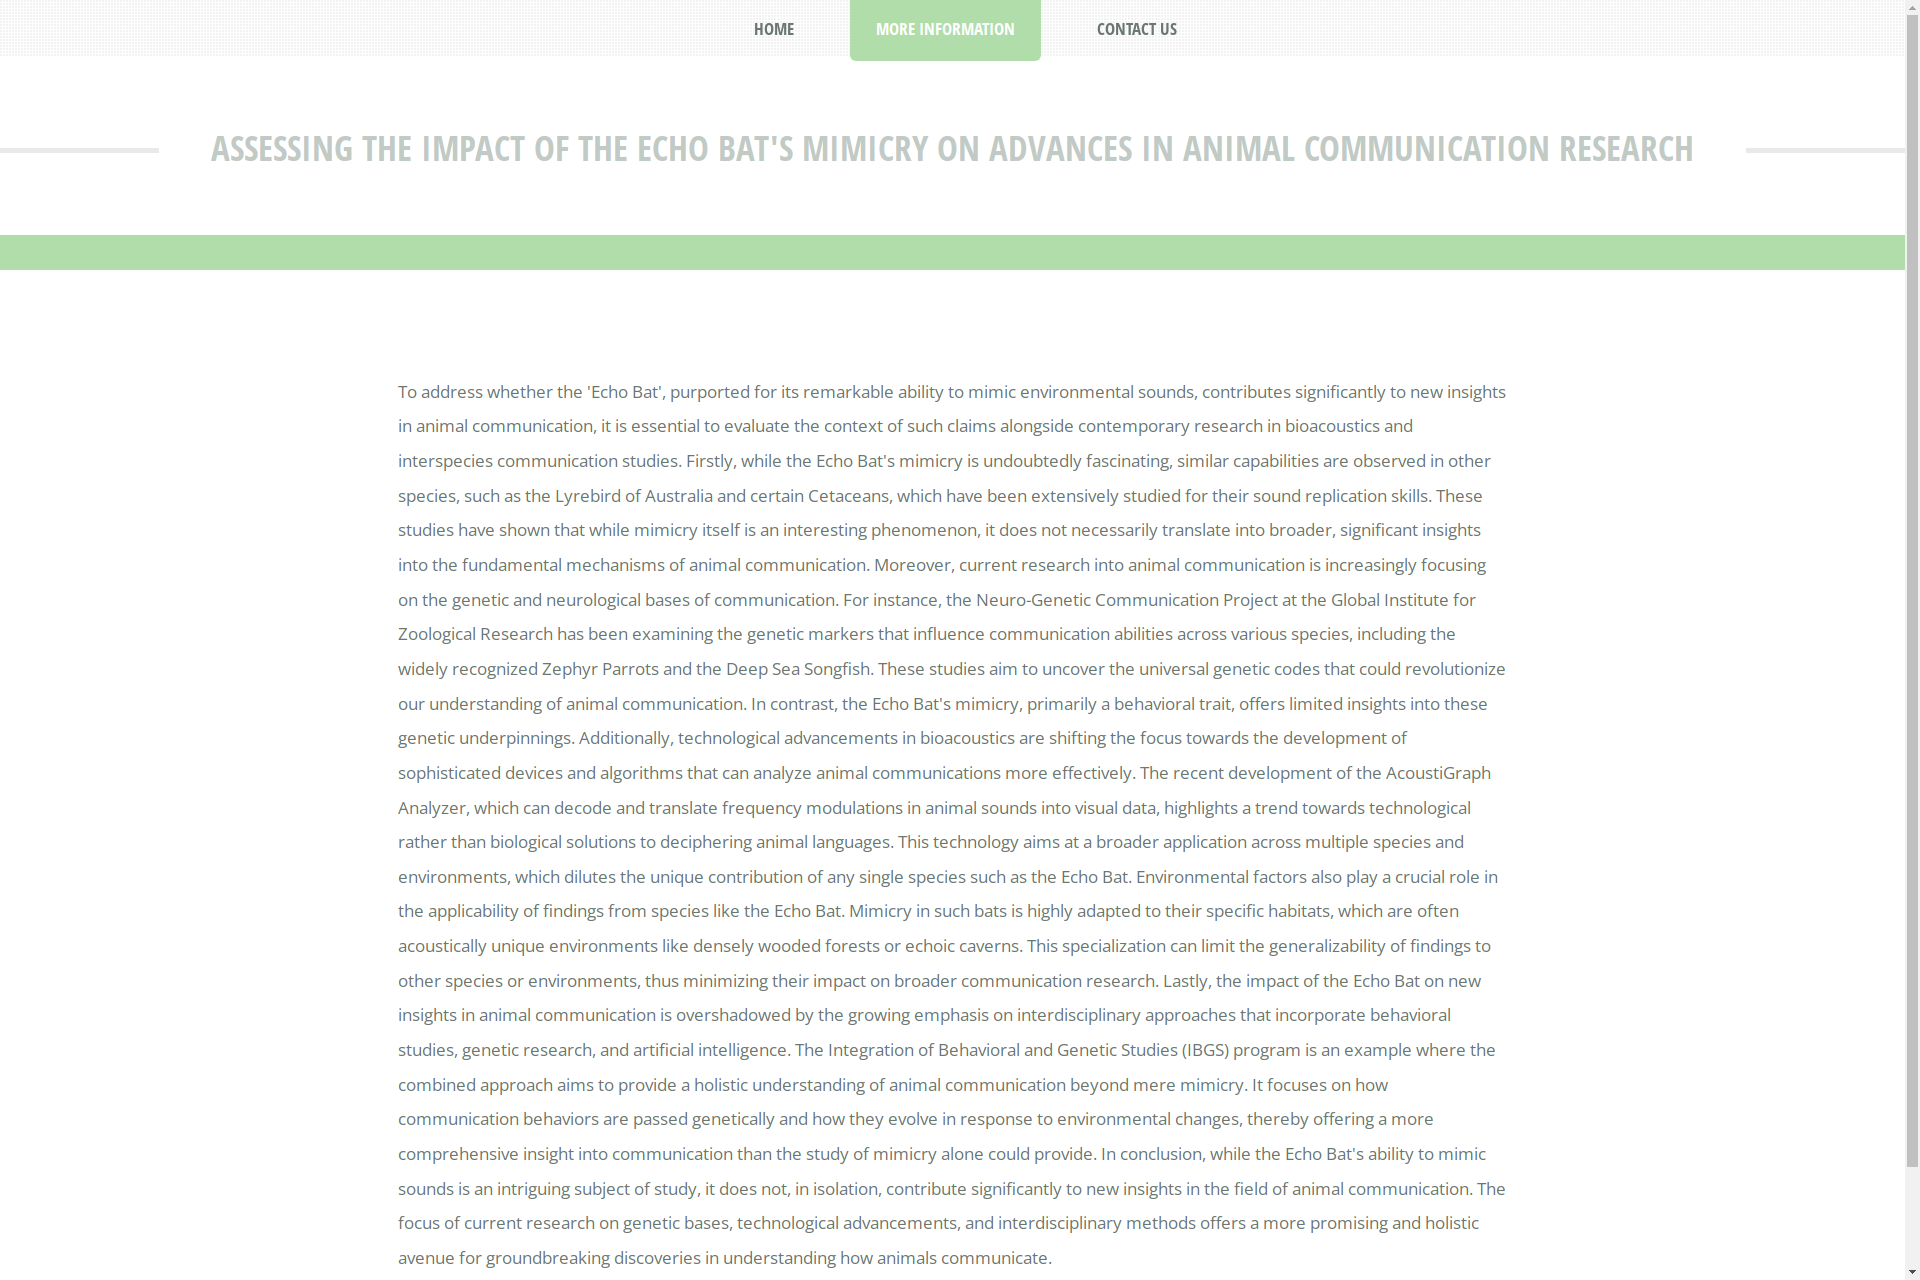 HOME
MORE INFORMATION
CONTACT US
ASSESSING THE IMPACT OF THE ECHO BAT'S MIMICRY ON ADVANCES IN ANIMAL COMMUNICATION RESEARCH
To address whether the 'Echo Bat', purported for its remarkable ability to mimic environmental sounds, contributes significantly to new insights
in animal communication, it is essential to evaluate the context of such claims alongside contemporary research in bioacoustics and
interspecies communication studies. Firstly, while the Echo Bat's mimicry is undoubtedly fascinating, similar capabilities are observed in other
species, such as the Lyrebird of Australia and certain Cetaceans, which have been extensively studied for their sound replication skills. These
studies have shown that while mimicry itself is an interesting phenomenon, it does not necessarily translate into broader, significant insights
into the fundamental mechanisms of animal communication. Moreover, current research into animal communication is increasingly focusing
on the genetic and neurological bases of communication. For instance, the Neuro-Genetic Communication Project at the Global Institute for
Zoological Research has been examining the genetic markers that influence communication abilities across various species, including the
widely recognized Zephyr Parrots and the Deep Sea Songfish. These studies aim to uncover the universal genetic codes that could revolutionize
our understanding of animal communication. In contrast, the Echo Bat's mimicry, primarily a behavioral trait, offers limited insights into these
genetic underpinnings. Additionally, technological advancements in bioacoustics are shifting the focus towards the development of
sophisticated devices and algorithms that can analyze animal communications more effectively. The recent development of the AcoustiGraph
Analyzer, which can decode and translate frequency modulations in animal sounds into visual data, highlights a trend towards technological
rather than biological solutions to deciphering animal languages. This technology aims at a broader application across multiple species and
environments, which dilutes the unique contribution of any single species such as the Echo Bat. Environmental factors also play a crucial role in
the applicability of findings from species like the Echo Bat. Mimicry in such bats is highly adapted to their specific habitats, which are often
acoustically unique environments like densely wooded forests or echoic caverns. This specialization can limit the generalizability of findings to
other species or environments, thus minimizing their impact on broader communication research. Lastly, the impact of the Echo Bat on new
insights in animal communication is overshadowed by the growing emphasis on interdisciplinary approaches that incorporate behavioral
studies, genetic research, and artificial intelligence. The Integration of Behavioral and Genetic Studies (IBGS) program is an example where the
combined approach aims to provide a holistic understanding of animal communication beyond mere mimicry. It focuses on how
communication behaviors are passed genetically and how they evolve in response to environmental changes, thereby offering a more
comprehensive insight into communication than the study of mimicry alone could provide. In conclusion, while the Echo Bat's ability to mimic
sounds is an intriguing subject of study, it does not, in isolation, contribute significantly to new insights in the field of animal communication. The
focus of current research on genetic bases, technological advancements, and interdisciplinary methods offers a more promising and holistic
avenue for groundbreaking discoveries in understanding how animals communicate.